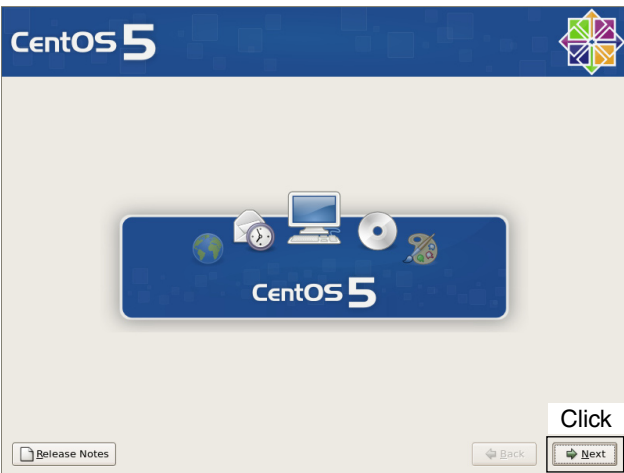 CentOS 5
CentOS 5
Click
Release Notes
Back
Next